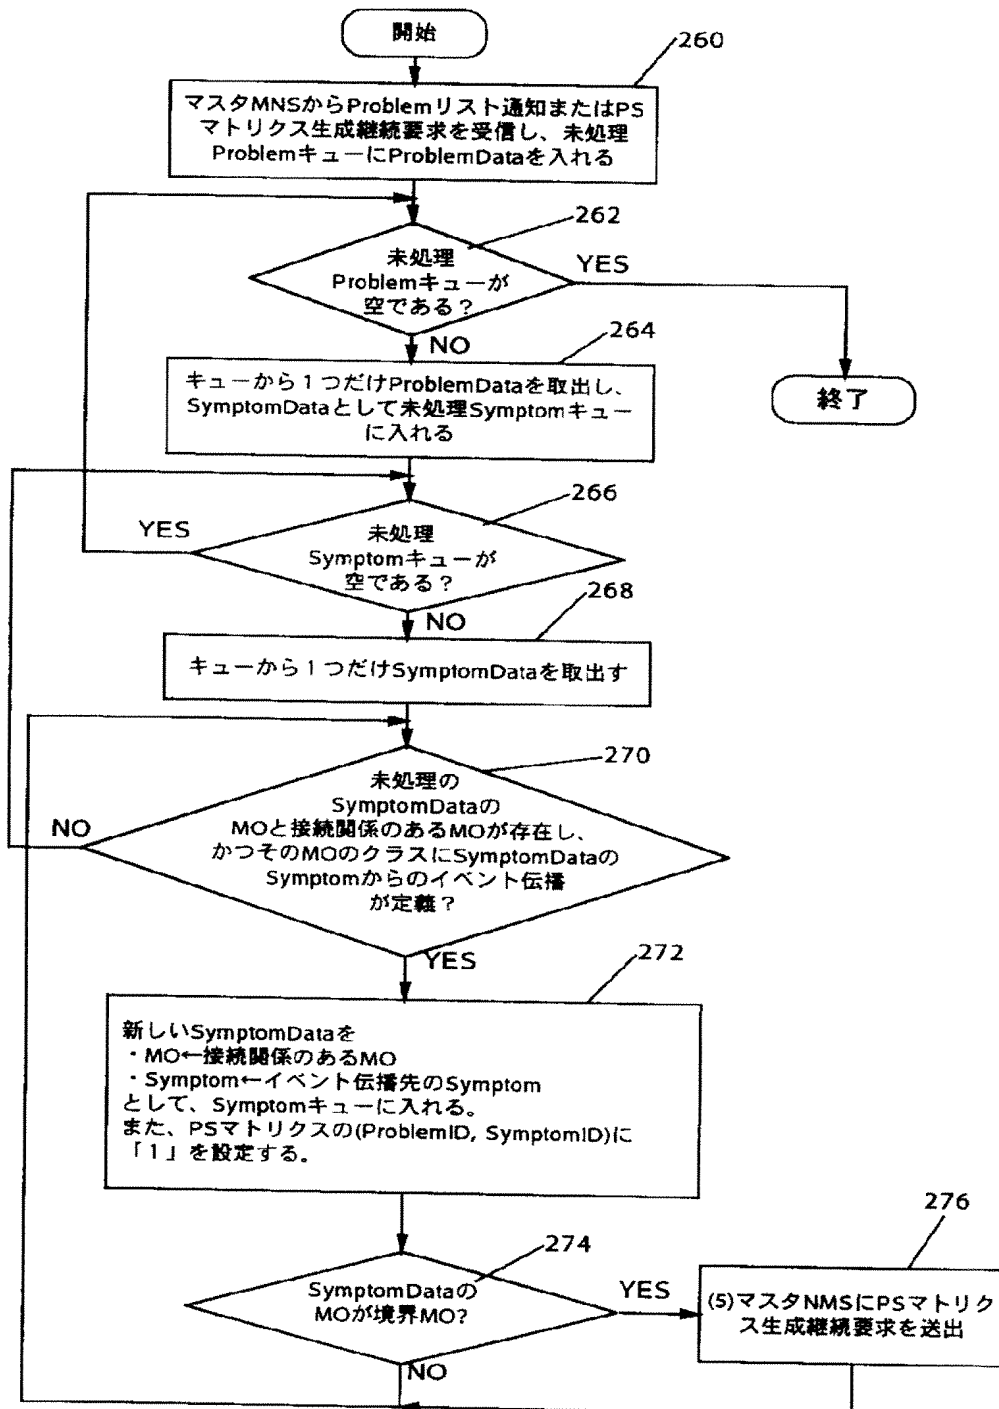 開始
260
マスタMNSからProblemリスト通知またはPS
マトリクス生成継続要求を受信し、未処理
ProblemキューにProblemDataを入れる
262
未処理
Problemキューが
空である？
YES
NO
264
キューから１つだけProblemDataを取出し、
SymptomDataとして未処理Symptomキュー
に入れる
終了
266
YES
未処理
Symptomキューが
空である？
268
NO
キューから１つだけSymptomDataを取出す
270
未処理の
SymptomDataの
MOと接続関係のあるMOが存在し、
かつそのMOのクラスにSymptomDataの
Symptomからのイベント伝播
が定義？
NO
YES
272
新しいSymptomDataを
・MO←接続関係のあるMO
・Symptom←イベント伝播先のSymptom
として、Symptomキューに入れる。
また、PSマトリクスの(ProblemID, SymptomID)に
「１」を設定する。
276
274
SymptomDataの
MOが境界MO?
YES
(5)マスタNMSにPSマトリク
ス生成継続要求を送出
NO